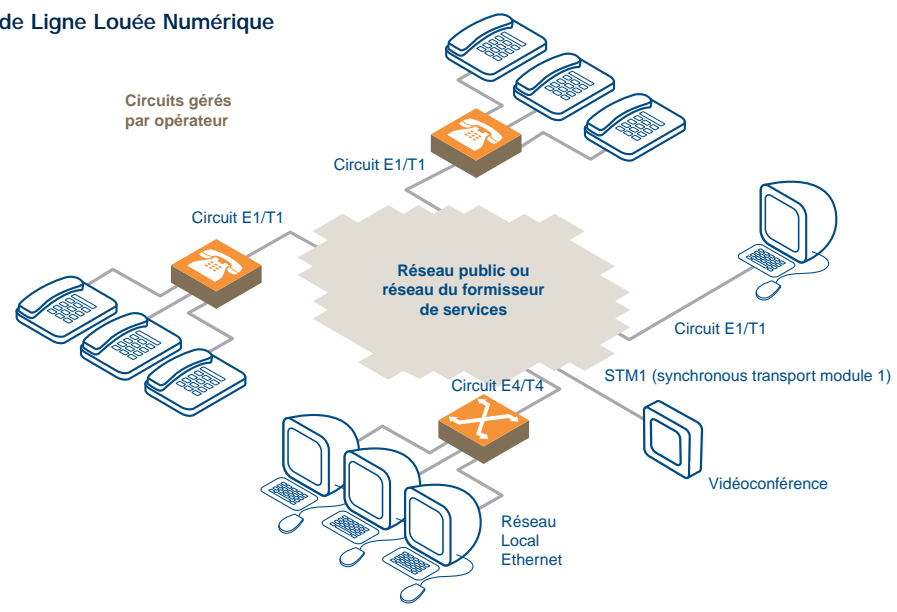 de Ligne Louée Numérique
Circuits gérés
par opérateur
Circuit E1/T1
Circuit E1/T1
Réseau public ou
réseau du formisseur
de services
Circuit E1/T1
STM1 (synchronous transport module 1)
Circuit E4/T4
Vidéoconférence
Réseau
Local
Ethernet